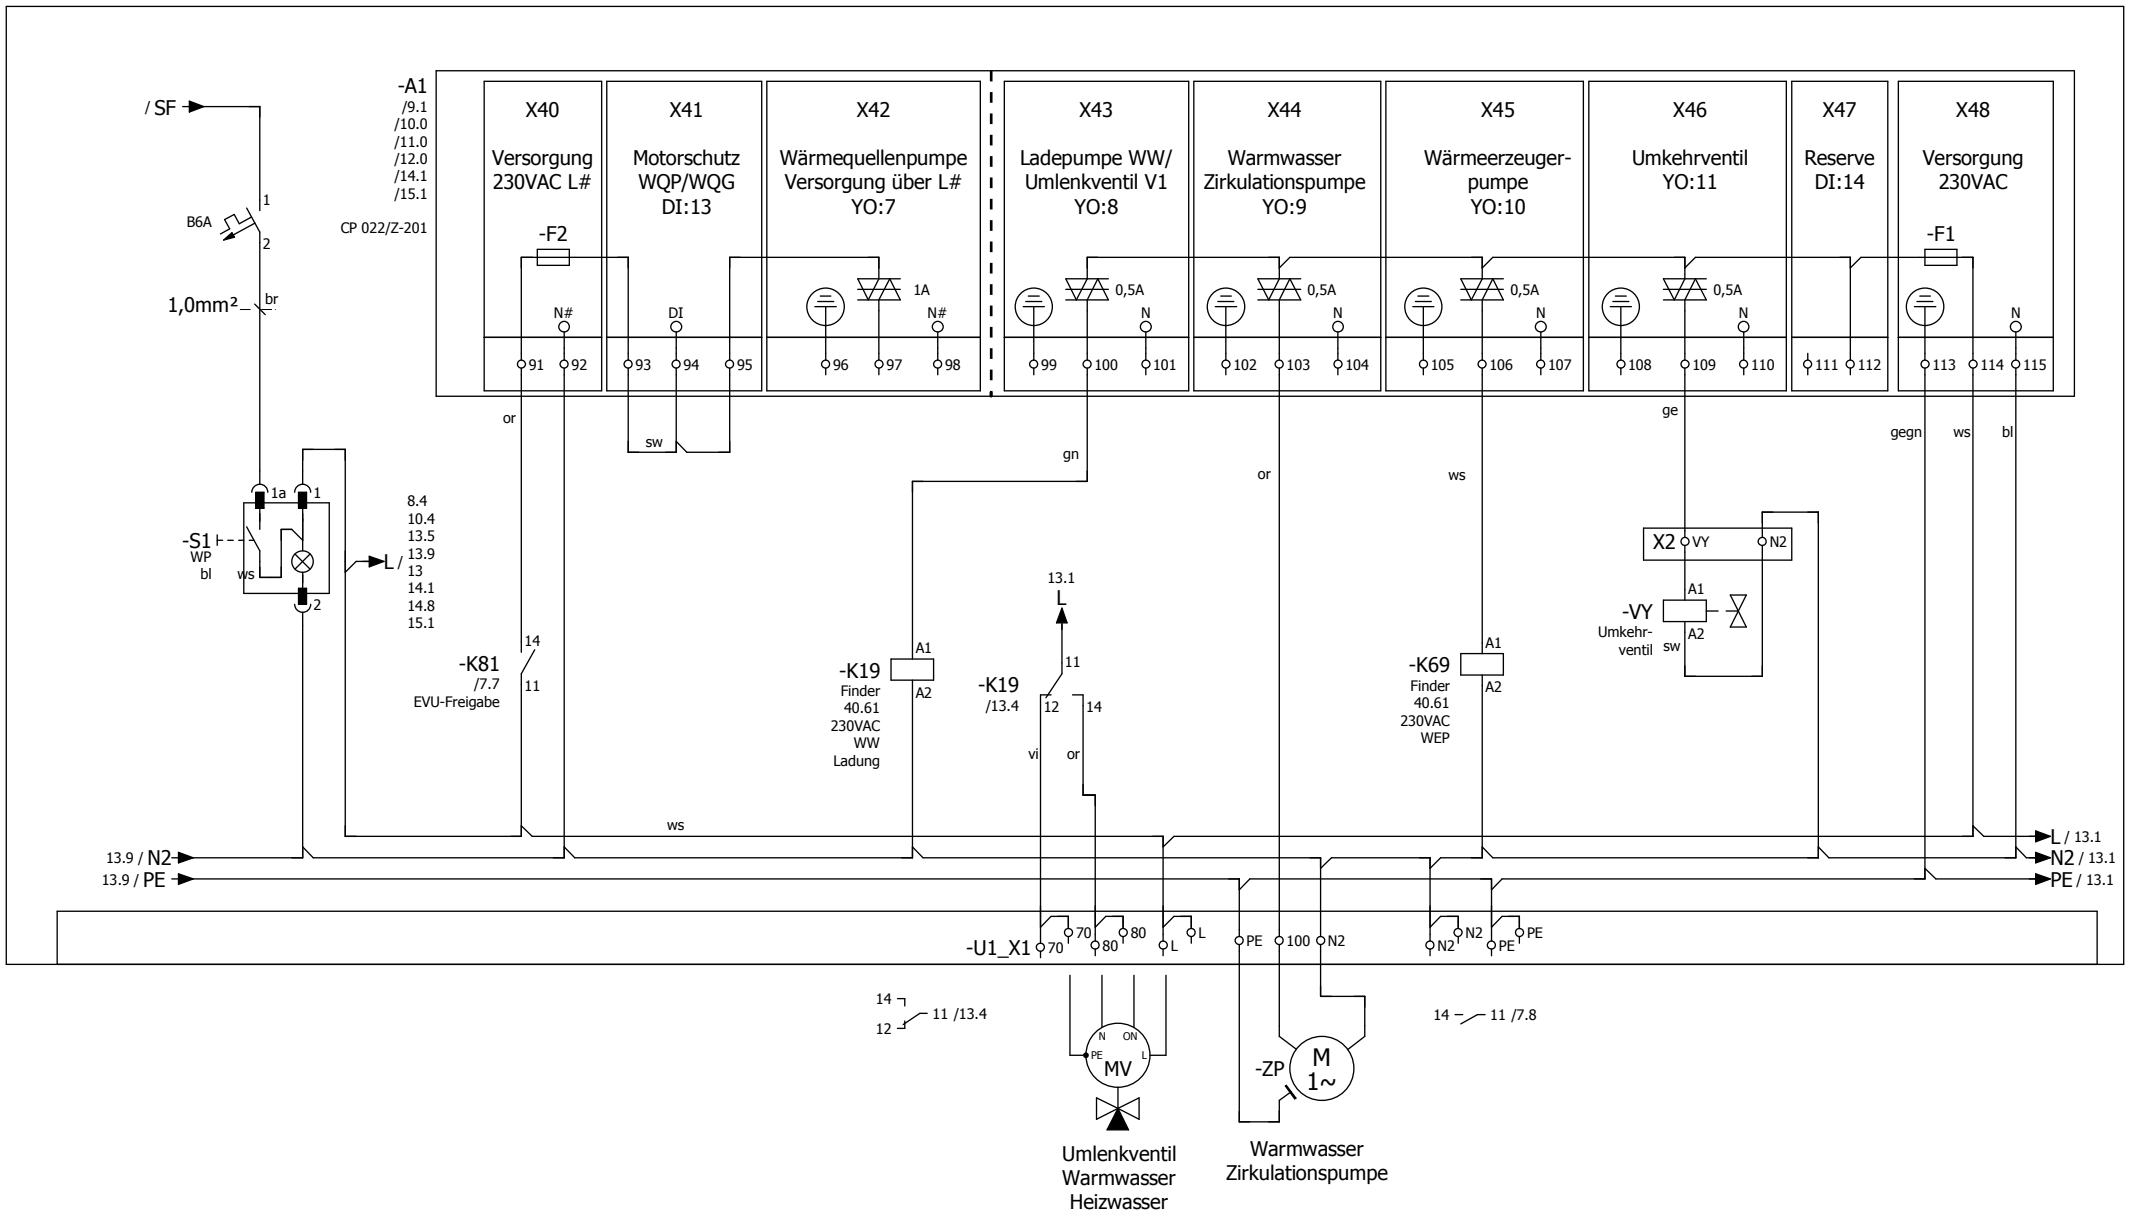 / SF
1
B6A
2
1,0mm²
br
-A1
/9.1
/10.0
/11.0
/12.0
/14.1
/15.1
CP 022/Z-201
X40
Versorgung
230VAC L#
-F2
N#
91
92
X41
Motorschutz
WQP/WQG
DI:13
DI
93
94
95
X42
Wärmequellenpumpe
Versorgung über L#
YO:7
1A
N#
96
97
98
X43
Ladepumpe WW/
Umlenkventil V1
YO:8
0,5A
N
99
100
101
X44
Warmwasser
Zirkulationspumpe
YO:9
0,5A
N
102
103
104
X45
Wärmeerzeuger-
pumpe
YO:10
0,5A
N
105
106
107
X46
Umkehrventil
YO:11
0,5A
N
108
109
110
X47
Reserve
DI:14
111
112
X48
Versorgung
230VAC
-F1
N
113
114
115
or
sw
gn
or
ws
ge
gegn
ws
bl
1a
1
-S1
WP
bl
ws
2
L /
8.4
10.4
13.5
13.9
13
14.1
14.8
15.1
14
-K81
/7.7
EVU-Freigabe
11
A1
-K19
Finder
40.61
230VAC
WW
Ladung
A2
13.1
L
11
-K19
/13.4
12
14
vi
or
A1
-K69
Finder
40.61
230VAC
WEP
A2
X2
VY
N2
A1
-VY
Umkehr-
ventil
A2
sw
ws
13.9 / N2
13.9 / PE
L / 13.1
N2 / 13.1
PE / 13.1
-U1_X1
70
70
80
80
L
L
PE
100
N2
N2
N2
PE
PE
14
12
11 /13.4
N
ON
PE
L
MV
Umlenkventil
Warmwasser
Heizwasser
-ZP
M
1~
Warmwasser
Zirkulationspumpe
14
11 /7.8